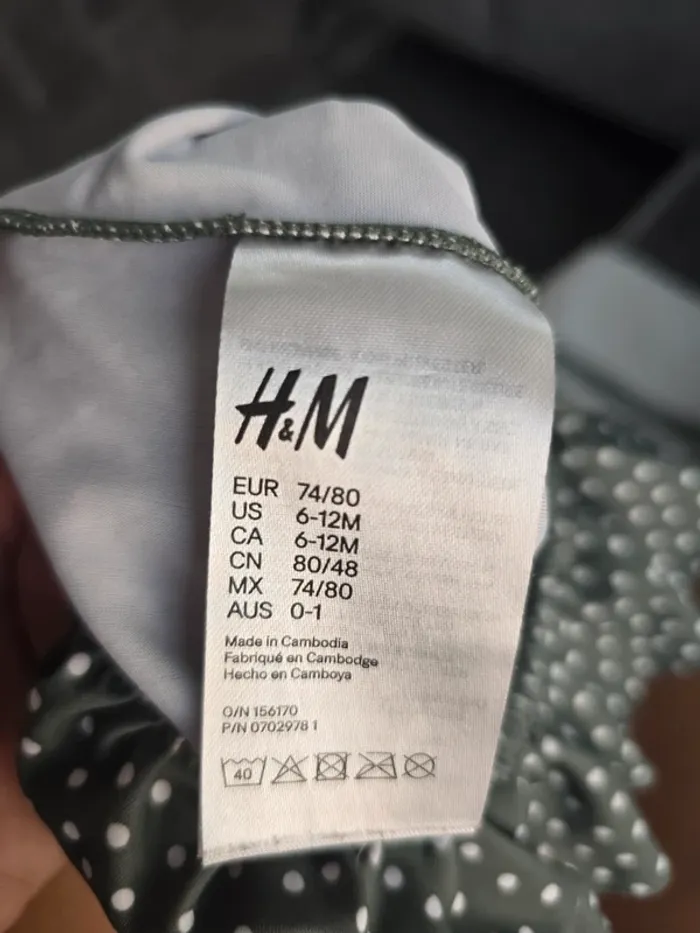 H&M
EUR 74/80
US 6-12M
CA 6-12M
CN 80/48
MX 74/80
AUS 0-1
Made in Cambodia
Fabriqué en Cambodge
Hecho en Camboya
O/N 156170
P/N 0702978 1
40